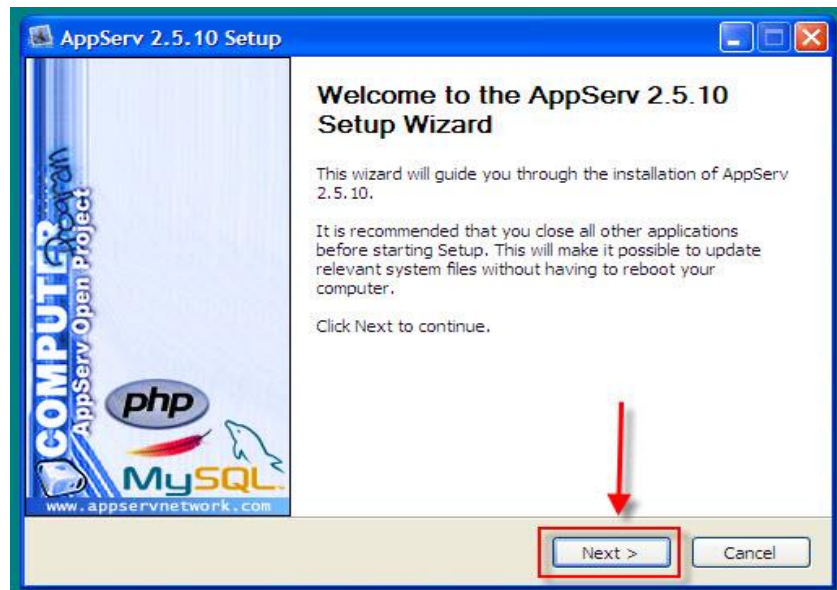 AppServ 2.5.10 Setup
COMPUTER
Program
AppServ Open Project
php
MySQL
www.appservnetwork.com
Welcome to the AppServ 2.5.10
Setup Wizard
This wizard will guide you through the installation of AppServ
2.5.10.
It is recommended that you close all other applications
before starting Setup. This will make it possible to update
relevant system files without having to reboot your
computer.
Click Next to continue.
Next >
Cancel